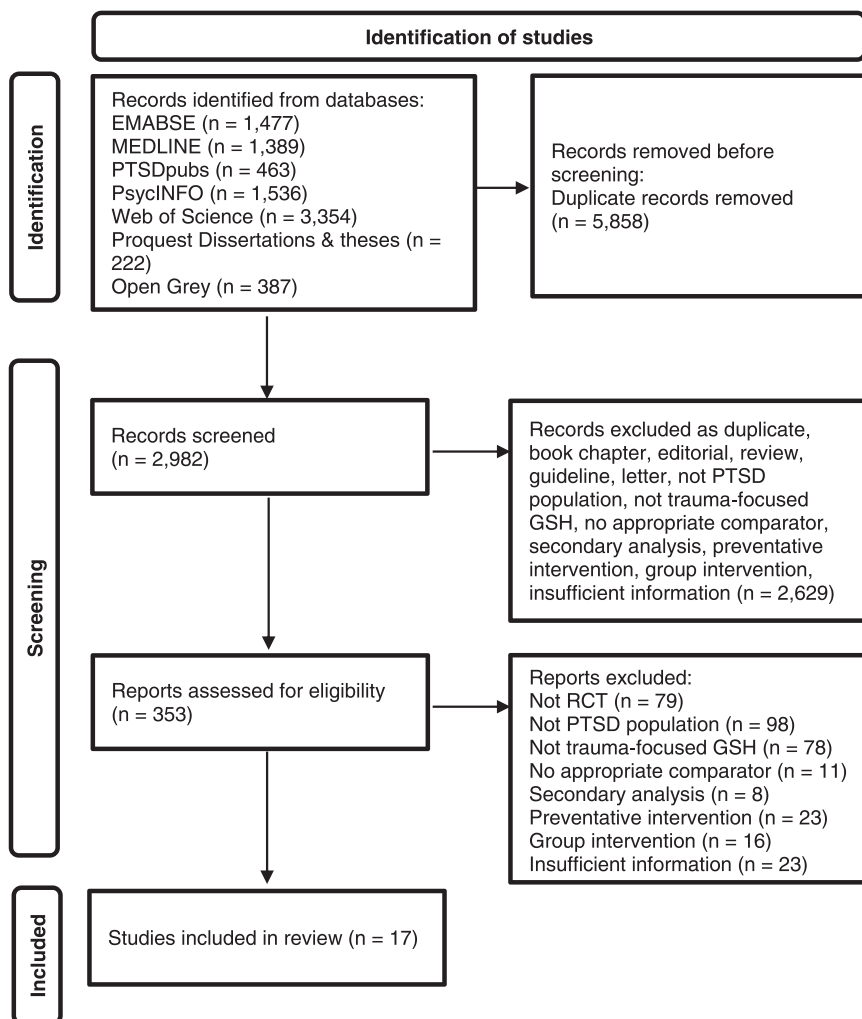 Identification of studies
Identification
Records identified from databases:
EMABSE (n = 1,477)
MEDLINE (n = 1,389)
PTSDpubs (n = 463)
PsycINFO (n = 1,536)
Web of Science (n = 3,354)
Proquest Dissertations & theses (n =
222)
Open Grey (n = 387)
Records removed before
screening:
Duplicate records removed
(n = 5,858)
Screening
Records screened
(n = 2,982)
Records excluded as duplicate,
book chapter, editorial, review,
guideline, letter, not PTSD
population, not trauma-focused
GSH, no appropriate comparator,
secondary analysis, preventative
intervention, group intervention,
insufficient information (n = 2,629)
Reports assessed for eligibility
(n = 353)
Reports excluded:
Not RCT (n = 79)
Not PTSD population (n = 98)
Not trauma-focused GSH (n = 78)
No appropriate comparator (n = 11)
Secondary analysis (n = 8)
Preventative intervention (n = 23)
Group intervention (n = 16)
Insufficient information (n = 23)
Included
Studies included in review (n = 17)